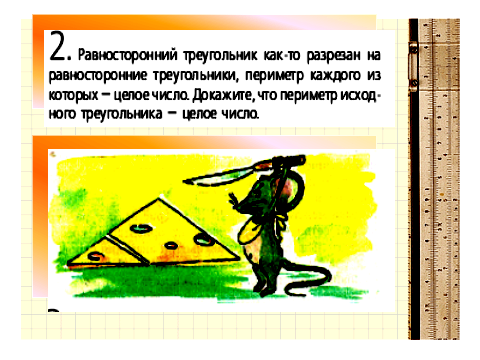 2. Равносторонний треугольник как-то разрезан на
равносторонние треугольники, периметр каждого из
которых – целое число. Докажите, что периметр исход-
ного треугольника – целое число.